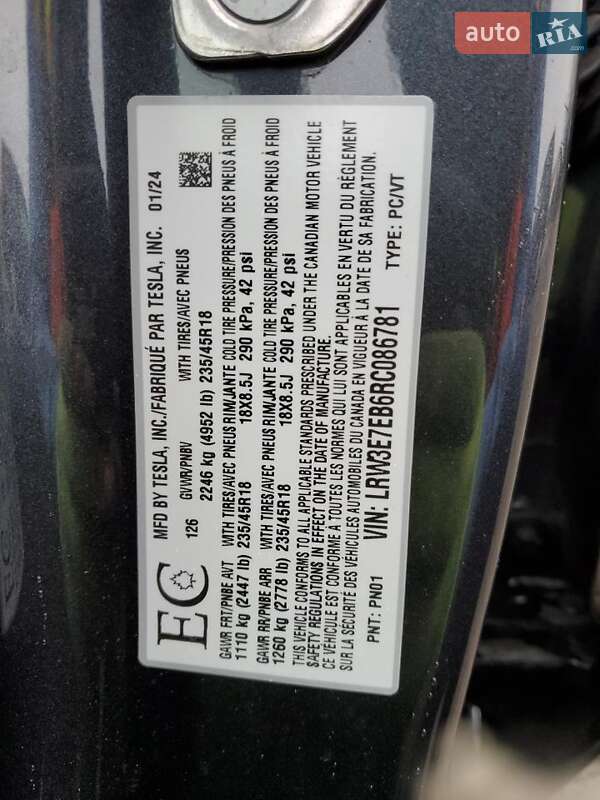 auto RIA .com
MFD BY TESLA, INC./FABRIQUÉ PAR TESLA, INC. 01/24
EC
126
GVWR/PNBV WITH TIRES/AVEC PNEUS
2246 kg (4952 lb) 235/45R18
GAWR FRT/PNBE AVT WITH TIRES/AVEC PNEUS RIM/JANTE COLD TIRE PRESSURE/PRESSION DES PNEUS À FROID
1110 kg (2447 lb) 235/45R18 18X8.5J 290 kPa, 42 psi
GAWR RR/PNBE ARR WITH TIRES/AVEC PNEUS RIM/JANTE COLD TIRE PRESSURE/PRESSION DES PNEUS À FROID
1260 kg (2778 lb) 235/45R18 18X8.5J 290 kPa, 42 psi
THIS VEHICLE CONFORMS TO ALL APPLICABLE STANDARDS PRESCRIBED UNDER THE CANADIAN MOTOR VEHICLE
SAFETY REGULATIONS IN EFFECT ON THE DATE OF MANUFACTURE.
CE VÉHICULE EST CONFORME À TOUTES LES NORMES QUI LUI SONT APPLICABLES EN VERTU DU RÈGLEMENT
SUR LA SÉCURITÉ DES VÉHICULES AUTOMOBILES DU CANADA EN VIGUEUR À LA DATE DE SA FABRICATION.
PNT: PN01 VIN: LRW3E7EB6RC086781 TYPE: PC/VT